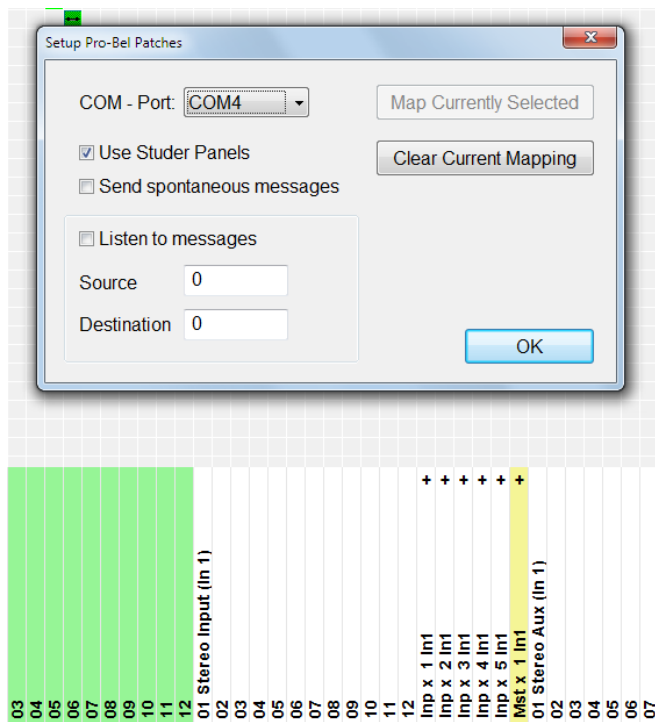 Setup Pro-Bel Patches
COM - Port: COM4
Map Currently Selected
Use Studer Panels
Clear Current Mapping
Send spontaneous messages
Listen to messages
Source 0
Destination 0
OK
03
04
05
06
07
08
09
10
11
12
01 Stereo Input (In 1)
02
03
04
05
06
07
08
09
10
11
12
Inp x 1 In1 +
Inp x 2 In1 +
Inp x 3 In1 +
Inp x 4 In1 +
Inp x 5 In1 +
Mst x 1 In1 +
01 Stereo Aux (In 1)
02
03
04
05
06
07